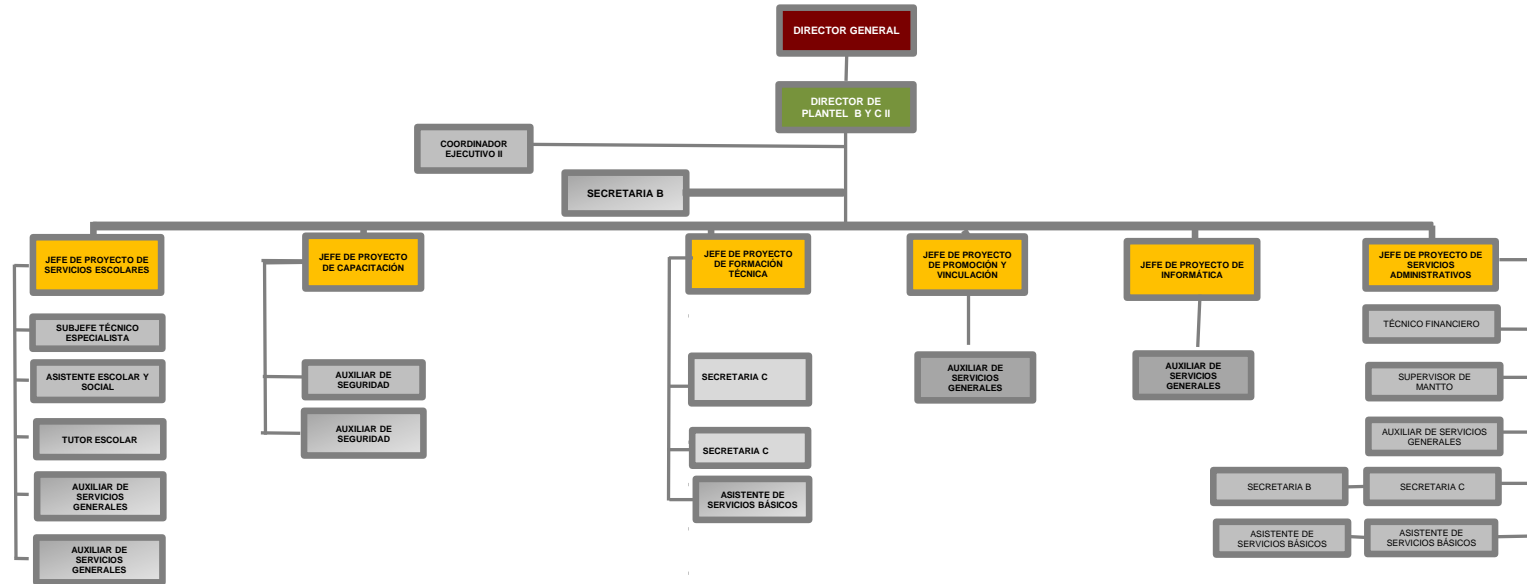 DIRECTOR GENERAL
DIRECTOR DE
PLANTEL B Y C II
COORDINADOR
EJECUTIVO II
SECRETARIA B
JEFE DE PROYECTO DE
SERVICIOS ESCOLARES
SUBJEFE TÉCNICO
ESPECIALISTA
ASISTENTE ESCOLAR Y
SOCIAL
TUTOR ESCOLAR
AUXILIAR DE
SERVICIOS
GENERALES
AUXILIAR DE
SERVICIOS
GENERALES
JEFE DE PROYECTO
DE CAPACITACIÓN
AUXILIAR DE
SEGURIDAD
AUXILIAR DE
SEGURIDAD
JEFE DE PROYECTO
DE FORMACIÓN
TÉCNICA
SECRETARIA C
SECRETARIA C
ASISTENTE DE
SERVICIOS BÁSICOS
JEFE DE PROYECTO
DE PROMOCIÓN Y
VINCULACIÓN
AUXILIAR DE
SERVICIOS
GENERALES
JEFE DE PROYECTO DE
INFORMÁTICA
AUXILIAR DE
SERVICIOS
GENERALES
JEFE DE PROYECTO DE
SERVICIOS
ADMINISTRATIVOS
TÉCNICO FINANCIERO
SUPERVISOR DE
MANTTO
AUXILIAR DE SERVICIOS
GENERALES
SECRETARIA B
SECRETARIA C
ASISTENTE DE
SERVICIOS BÁSICOS
ASISTENTE DE
SERVICIOS BÁSICOS